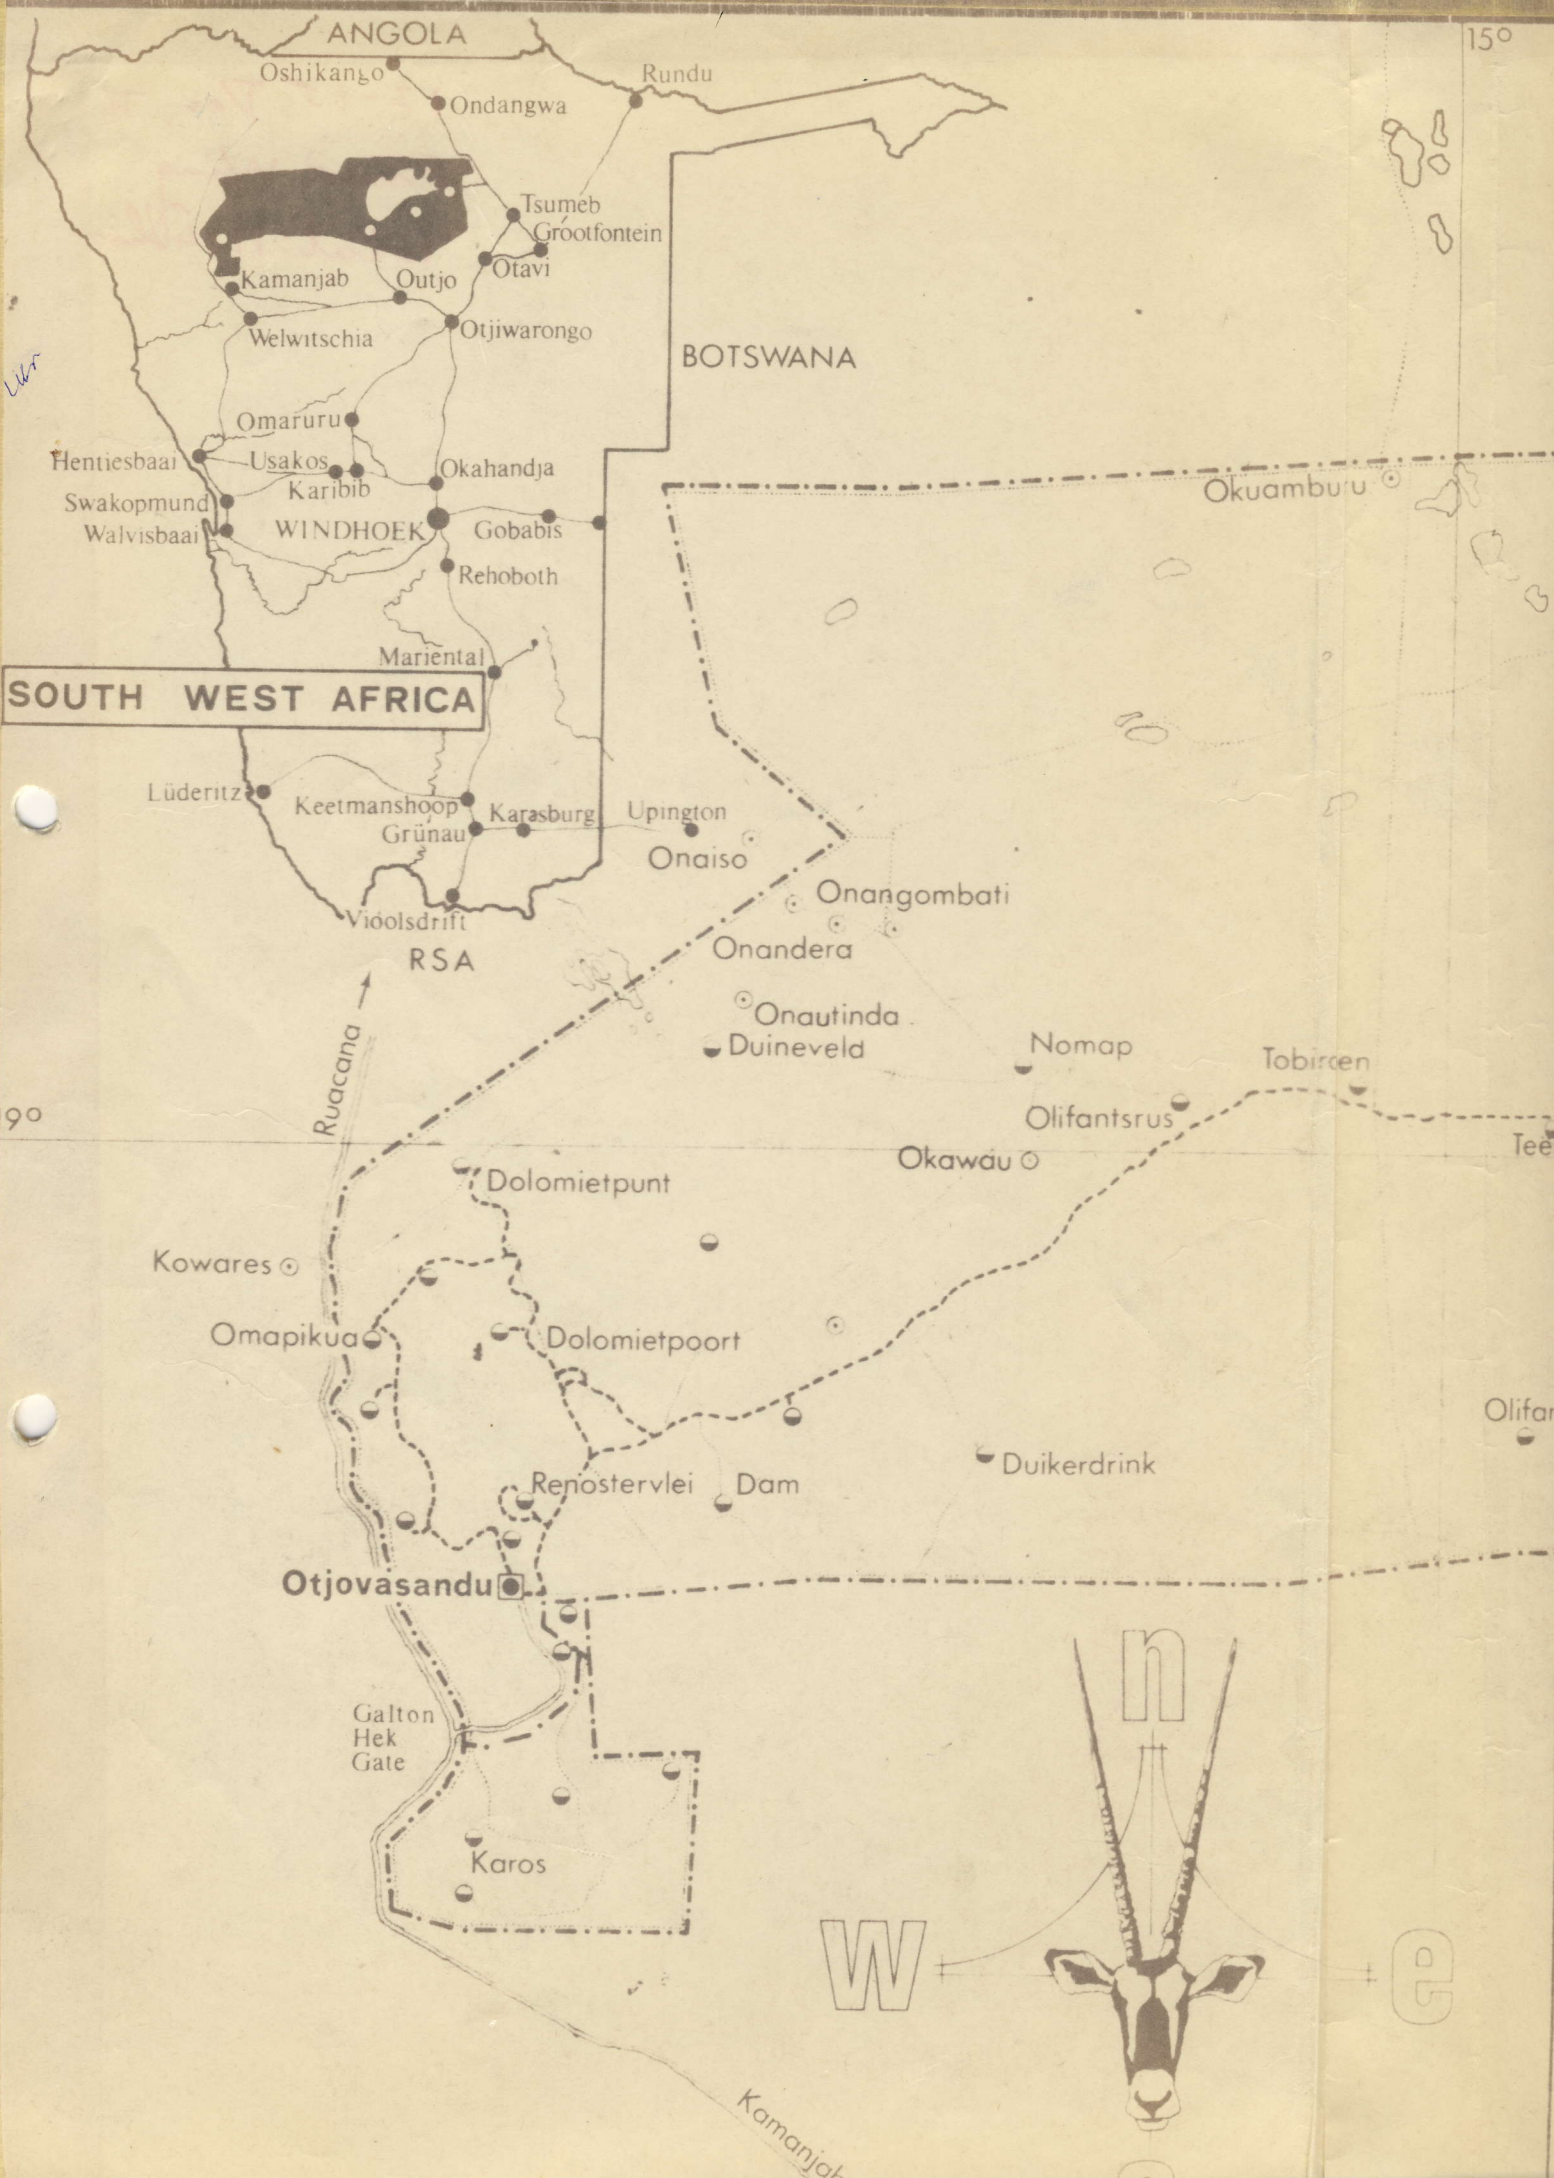 ANGOLA
15°
Oshikango
Rundu
Ondangwa
Tsumeb
Grootfontein
Otavi
Kamanjab
Outjo
Welwitschia
Otjiwarongo
BOTSWANA
Omaruru
Hentiesbaai
Usakos
Okahandja
Karibib
Swakopmund
Walvisbaai
WINDHOEK
Gobabis
Okuamburu
Rehoboth
Mariental
SOUTH WEST AFRICA
Lüderitz
Keetmanshoop
Karasburg
Upington
Grünau
Onaiso
Onangombati
Vioolsdrift
Onandera
RSA
Onautinda
Duineveld
Nomap
Tobiroen
Ruacana
9°
Olifantsrus
Okawau
Tee
Dolomietpunt
Kowares
Omapikua
Dolomietpoort
Olifar
Duikerdrink
Renostervlei
Dam
Otjovasandu
n
Galton
Hek
Gate
Karos
w
e
Kamanjab